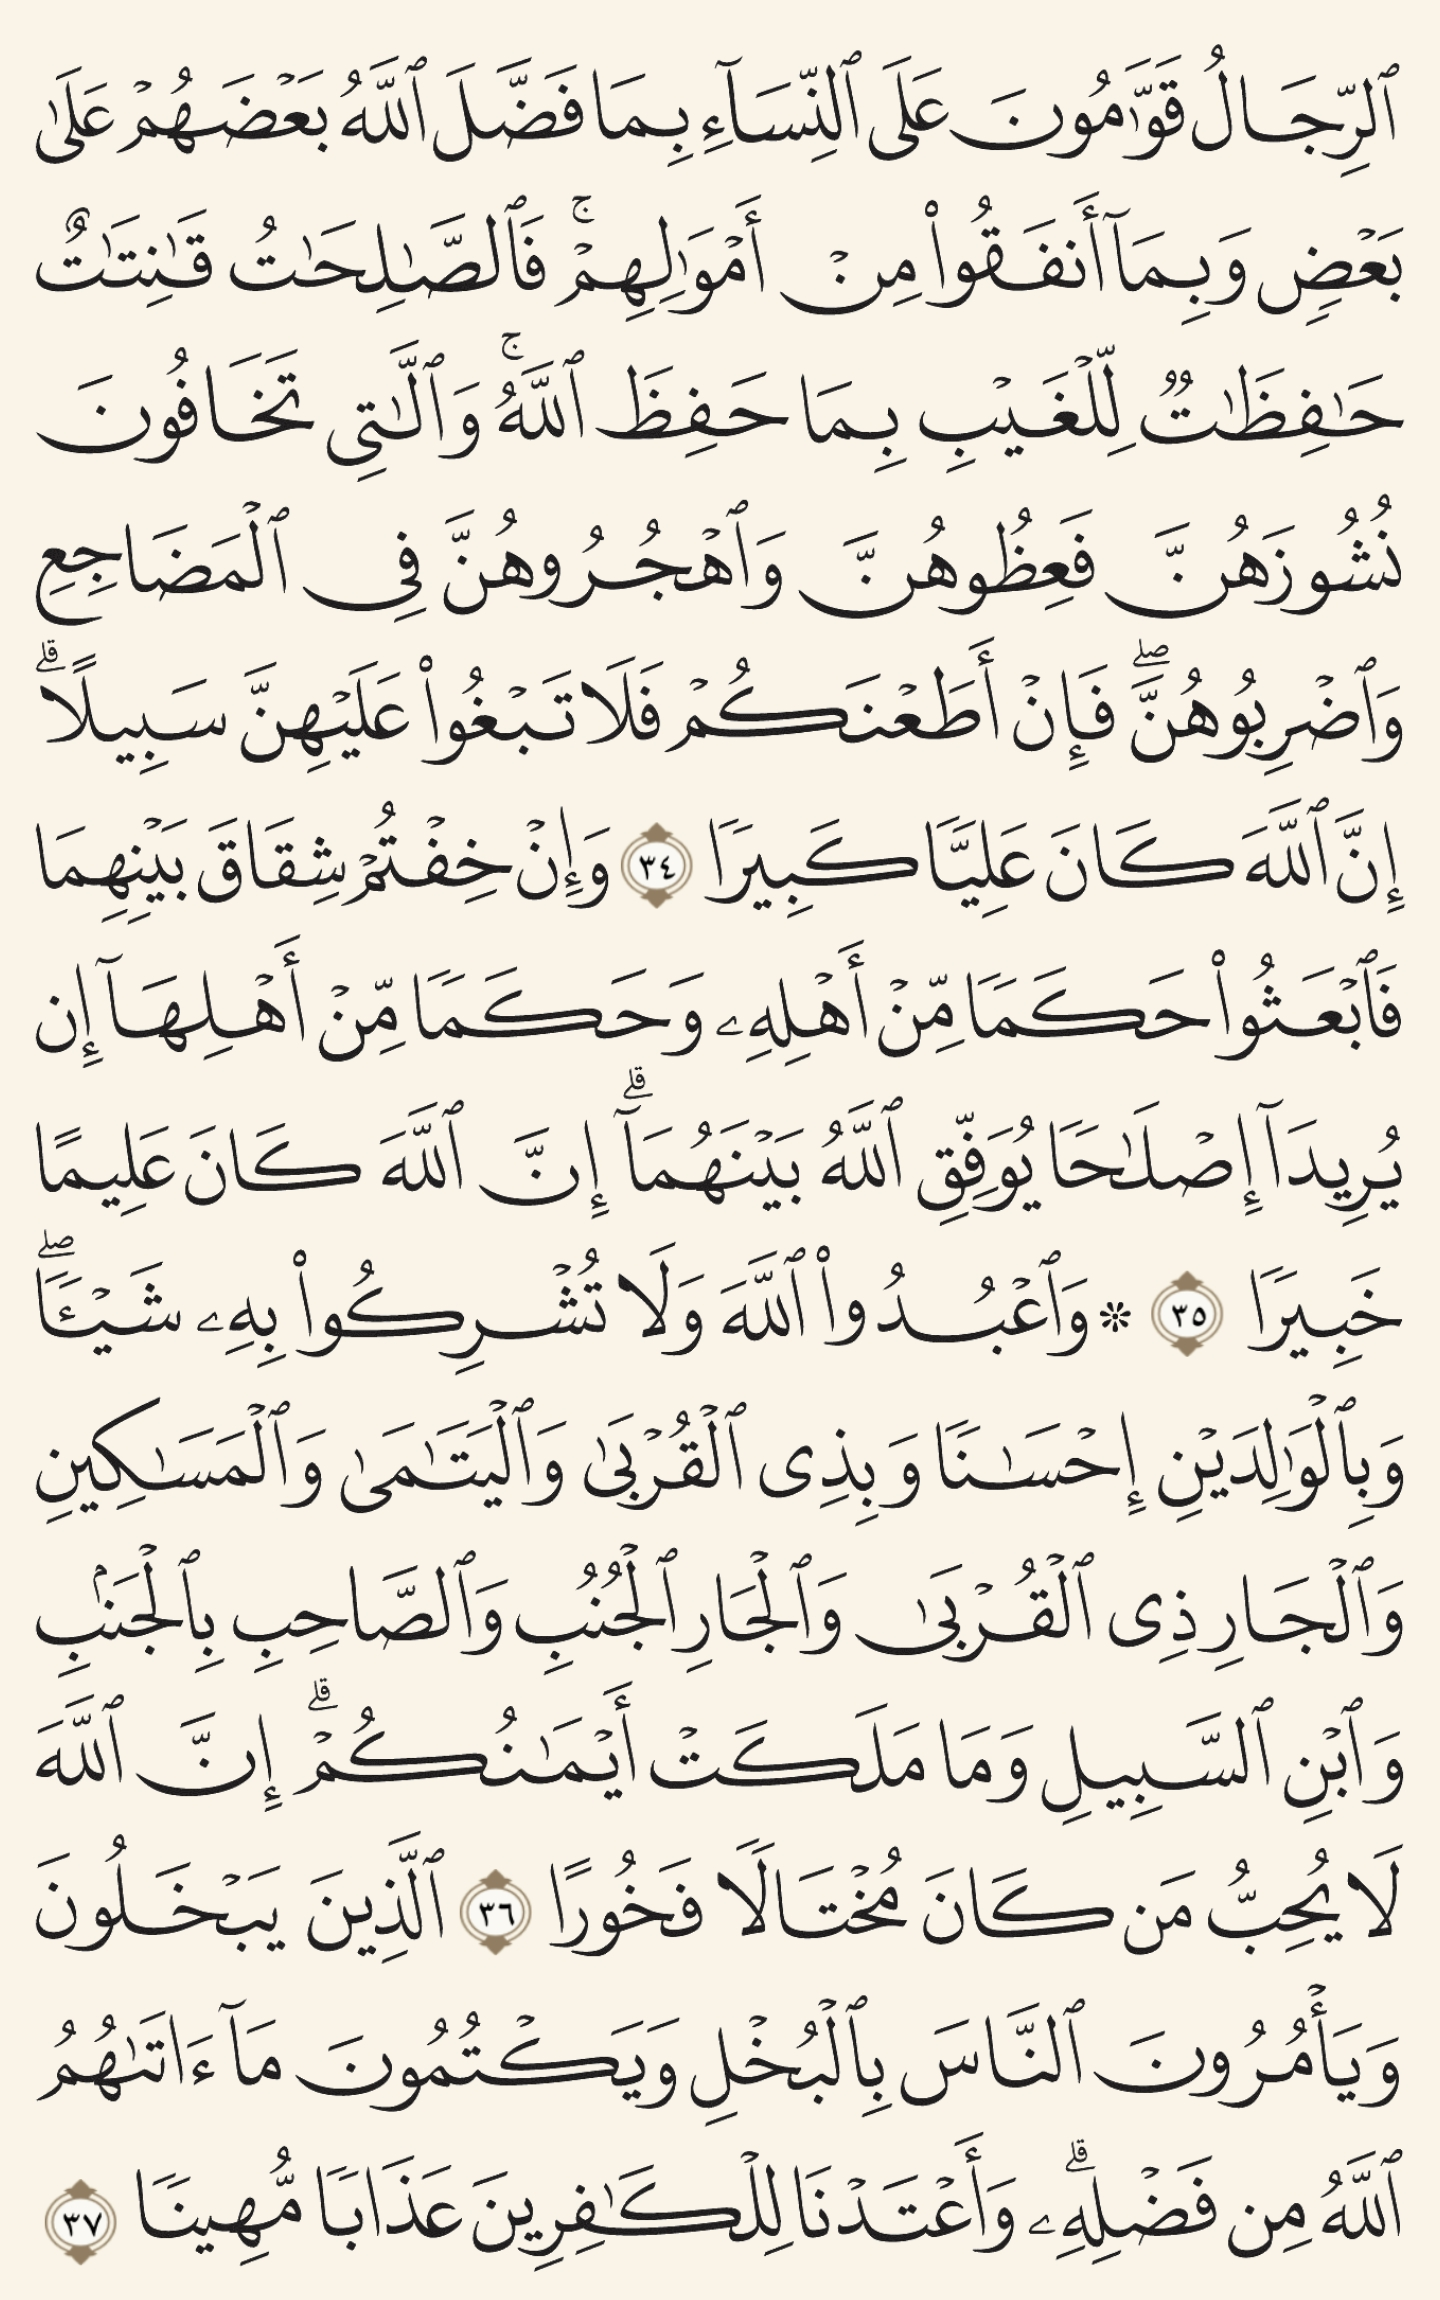 ٱلرِّجَالُ قَوَّٰمُونَ عَلَى ٱلنِّسَآءِ بِمَا فَضَّلَ ٱللَّهُ بَعۡضَهُمۡ عَلَىٰ
بَعۡضٖ وَبِمَآ أَنفَقُواْ مِنۡ أَمۡوَٰلِهِمۡۚ فَٱلصَّٰلِحَٰتُ قَٰنِتَٰتٌ
حَٰفِظَٰتٞ لِّلۡغَيۡبِ بِمَا حَفِظَ ٱللَّهُۚ وَٱلَّٰتِي تَخَافُونَ
نُشُوزَهُنَّ فَعِظُوهُنَّ وَٱهۡجُرُوهُنَّ فِي ٱلۡمَضَاجِعِ
وَٱضۡرِبُوهُنَّۖ فَإِنۡ أَطَعۡنَكُمۡ فَلَا تَبۡغُواْ عَلَيۡهِنَّ سَبِيلًاۗ
إِنَّ ٱللَّهَ كَانَ عَلِيّٗا كَبِيرٗا ٣٤ وَإِنۡ خِفۡتُمۡ شِقَاقَ بَيۡنِهِمَا
فَٱبۡعَثُواْ حَكَمٗا مِّنۡ أَهۡلِهِۦ وَحَكَمٗا مِّنۡ أَهۡلِهَآ إِن
يُرِيدَآ إِصۡلَٰحٗا يُوَفِّقِ ٱللَّهُ بَيۡنَهُمَآۗ إِنَّ ٱللَّهَ كَانَ عَلِيمًا
خَبِيرٗا ٣٥ ۞ وَٱعۡبُدُواْ ٱللَّهَ وَلَا تُشۡرِكُواْ بِهِۦ شَيۡـٔٗاۖ
وَبِٱلۡوَٰلِدَيۡنِ إِحۡسَٰنٗا وَبِذِي ٱلۡقُرۡبَىٰ وَٱلۡيَتَٰمَىٰ وَٱلۡمَسَٰكِينِ
وَٱلۡجَارِ ذِي ٱلۡقُرۡبَىٰ وَٱلۡجَارِ ٱلۡجُنُبِ وَٱلصَّاحِبِ بِٱلۡجَنۢبِ
وَٱبۡنِ ٱلسَّبِيلِ وَمَا مَلَكَتۡ أَيۡمَٰنُكُمۡۗ إِنَّ ٱللَّهَ
لَا يُحِبُّ مَن كَانَ مُخۡتَالٗا فَخُورًا ٣٦ ٱلَّذِينَ يَبۡخَلُونَ
وَيَأۡمُرُونَ ٱلنَّاسَ بِٱلۡبُخۡلِ وَيَكۡتُمُونَ مَآ ءَاتَىٰهُمُ
ٱللَّهُ مِن فَضۡلِهِۦۗ وَأَعۡتَدۡنَا لِلۡكَٰفِرِينَ عَذَابٗا مُّهِينٗا ٣٧